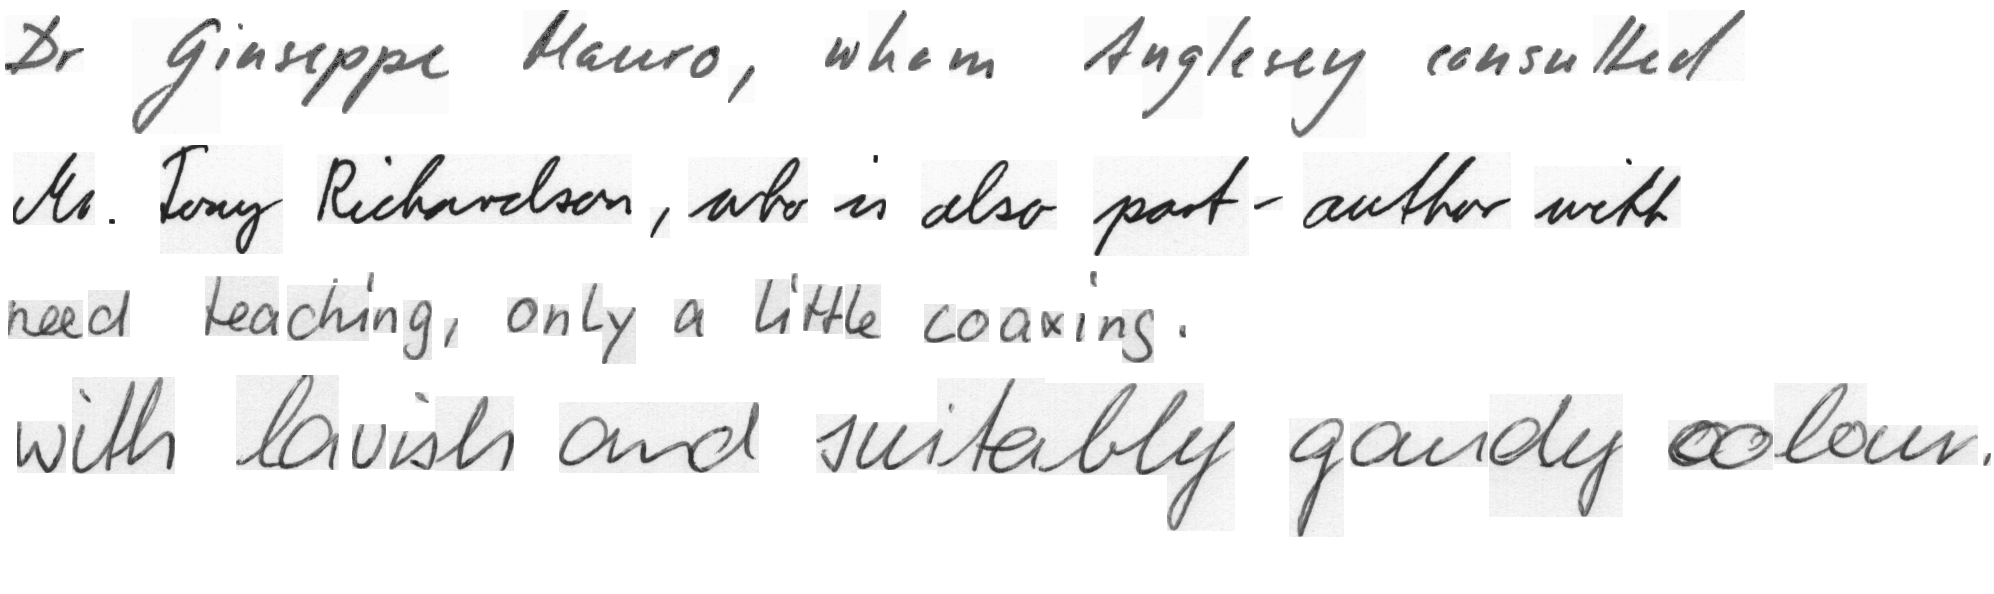 Dr Giuseppe Mauro, whom Anglesey consulted
Mr. Tony Richardson, who is also part-author with
need teaching, only a little coaxing.
with lavish and suitably gaudy colour.